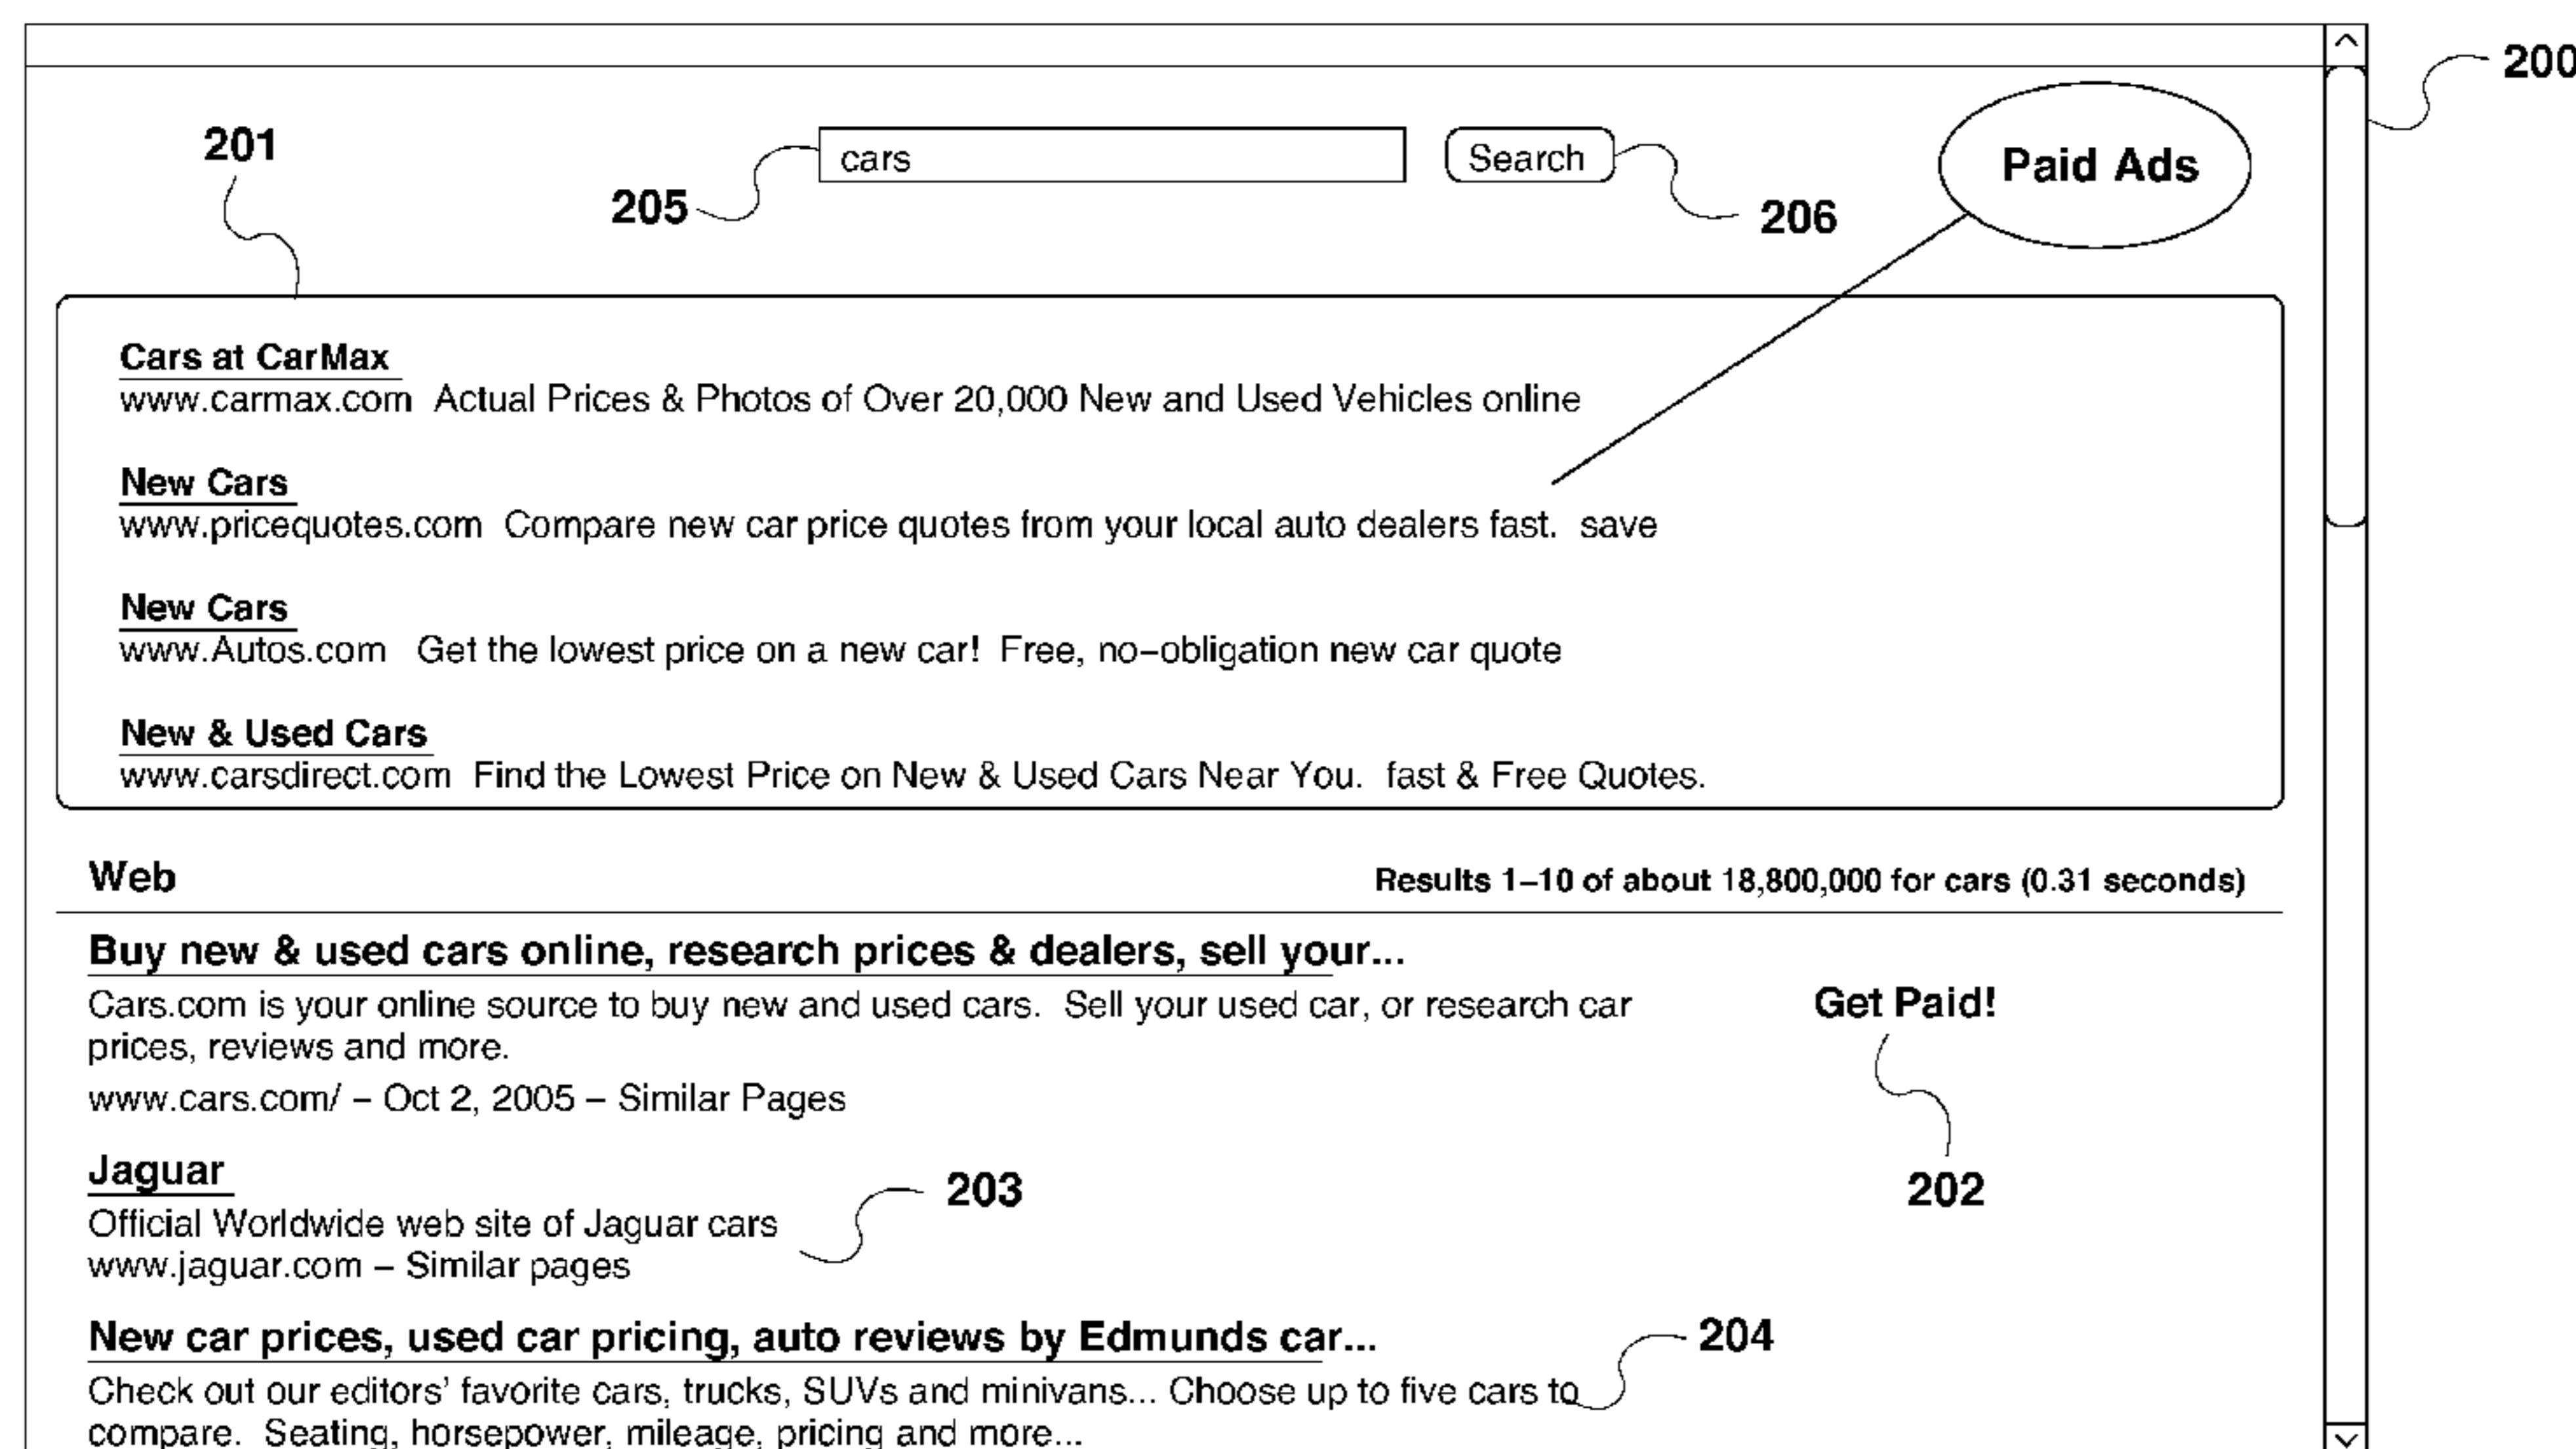 200
201
cars
Search
Paid Ads
205
206
Cars at CarMax
www.carmax.com Actual Prices & Photos of Over 20,000 New and Used Vehicles online
New Cars
www.pricequotes.com Compare new car price quotes from your local auto dealers fast. save
New Cars
www.Autos.com Get the lowest price on a new car! Free, no–obligation new car quote
New & Used Cars
www.carsdirect.com Find the Lowest Price on New & Used Cars Near You. fast & Free Quotes.
Web
Results 1–10 of about 18,800,000 for cars (0.31 seconds)
Buy new & used cars online, research prices & dealers, sell your...
Cars.com is your online source to buy new and used cars. Sell your used car, or research car
prices, reviews and more.
Get Paid!
www.cars.com/ – Oct 2, 2005 – Similar Pages
Jaguar
203
202
Official Worldwide web site of Jaguar cars
www.jaguar.com – Similar pages
New car prices, used car pricing, auto reviews by Edmunds car...
204
Check out our editors' favorite cars, trucks, SUVs and minivans... Choose up to five cars to
compare. Seating, horsepower, mileage, pricing and more...